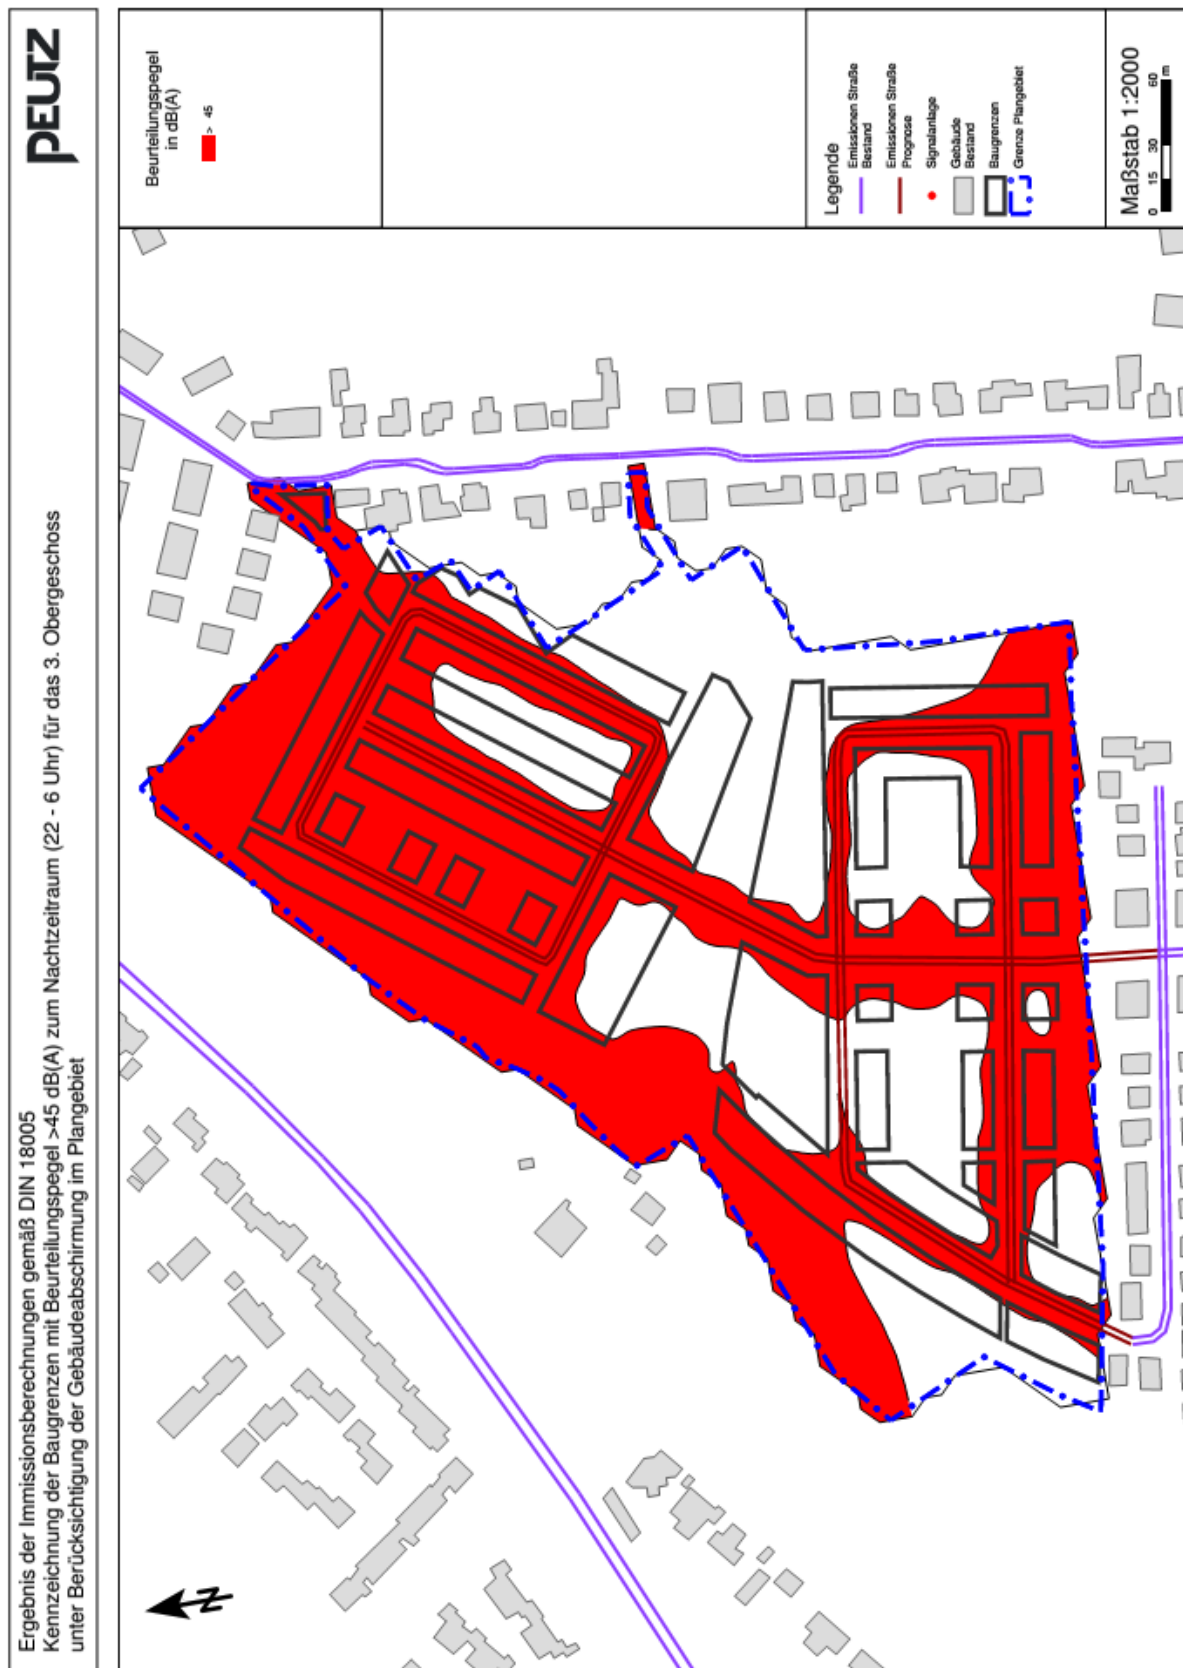 Ergebnis der Immissionsberechnungen gemäß DIN 18005
Kennzeichnung der Baugrenzen mit Beurteilungspegel >45 dB(A) zum Nachtzeitraum (22 - 6 Uhr) für das 3. Obergeschoss
unter Berücksichtigung der Gebäudeabschirmung im Plangebiet
PEUTZ
Beurteilungspegel
in dB(A)
> 45
Legende
Emissionen Straße
Bestand
Emissionen Straße
Prognose
Signalanlage
Gebäude
Bestand
Baugrenzen
Grenze Plangebiet
Maßstab 1:2000
0 15 30 60 m
N